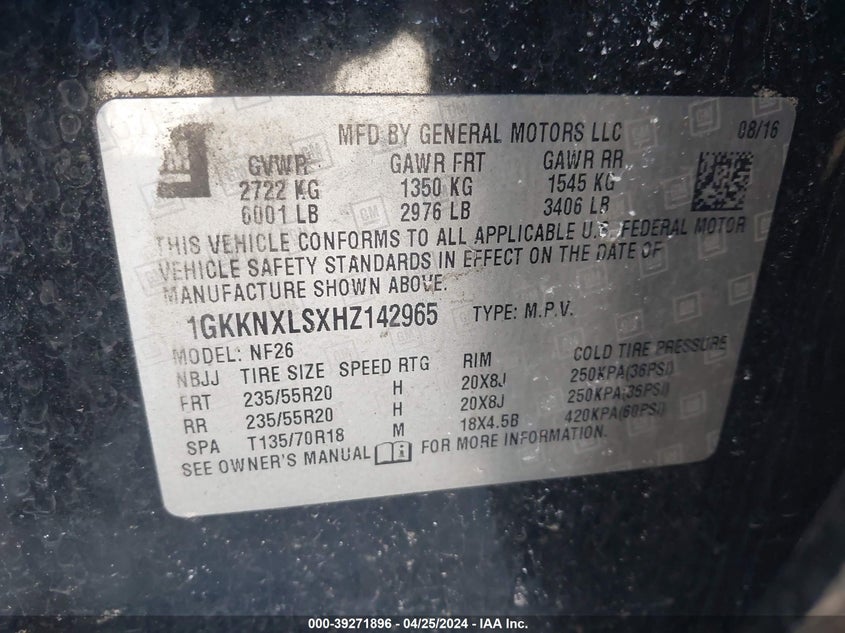 MFD BY GENERAL MOTORS LLC 08/16
GM
GVWR GAWR FRT GAWR RR
2722 KG 1350 KG 1545 KG
6001 LB 2976 LB 3406 LB
THIS VEHICLE CONFORMS TO ALL APPLICABLE U.S. FEDERAL MOTOR
VEHICLE SAFETY STANDARDS IN EFFECT ON THE DATE OF
MANUFACTURE SHOWN ABOVE.
1GKKNXLSXHZ142965 TYPE: M.P.V.
MODEL: NF26
NBJJ TIRE SIZE SPEED RTG RIM COLD TIRE PRESSURE
FRT 235/55R20 H 20X8J 250KPA(36PSI)
RR 235/55R20 H 20X8J 250KPA(36PSI)
SPA T135/70R18 M 18X4.5B 420KPA(60PSI)
SEE OWNER'S MANUAL FOR MORE INFORMATION.
000-39271896 - 04/25/2024 - IAA Inc.